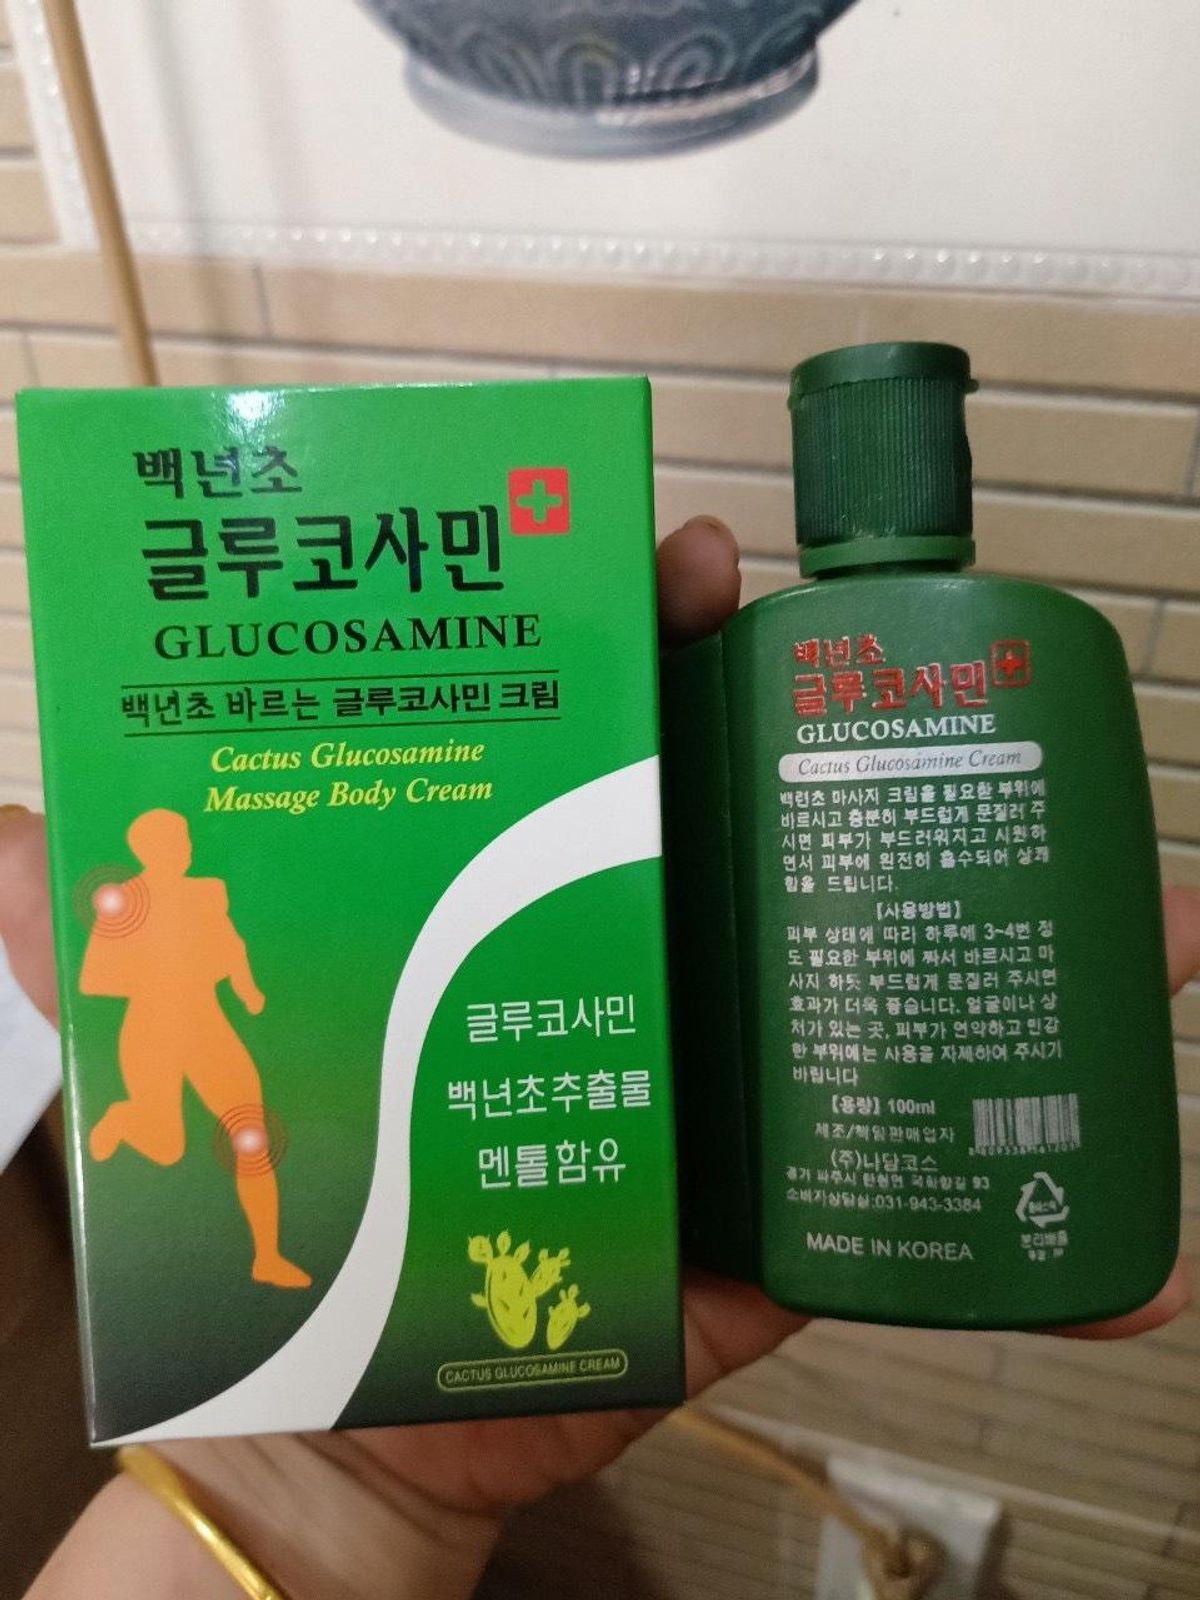 백년초
글루코사민
GLUCOSAMINE
백년초 바르는 글루코사민 크림
Cactus Glucosamine
Massage Body Cream
글루코사민
백년초추출물
멘톨함유
CACTUS GLUCOSAMINE CREAM
백년초
글루코사민
GLUCOSAMINE
Cactus Glucosamine Cream
백련초 마사지 크림을 필요한 부위에
바르시고 충분히 부드럽게 문질러 주
시면 피부가 부드러워지고 시원하
면서 피부에 완전히 흡수되어 상쾌
함을 드립니다.
[사용방법]
피부 상태에 따라 하루에 3~4번 정
도 필요한 부위에 짜서 바르시고 마
사지 하듯 부드럽게 문질러 주시면
효과가 더욱 좋습니다. 얼굴이나 상
처가 있는 곳, 피부가 연약하고 민감
한 부위에는 사용을 자제하여 주시기
바랍니다
[용량] 100ml
제조/책임판매업자
(주)나담코스
경기 파주시 탄현면 국화향길 93
소비자상담실:031-943-3384
MADE IN KOREA
플라스틱
분리배출